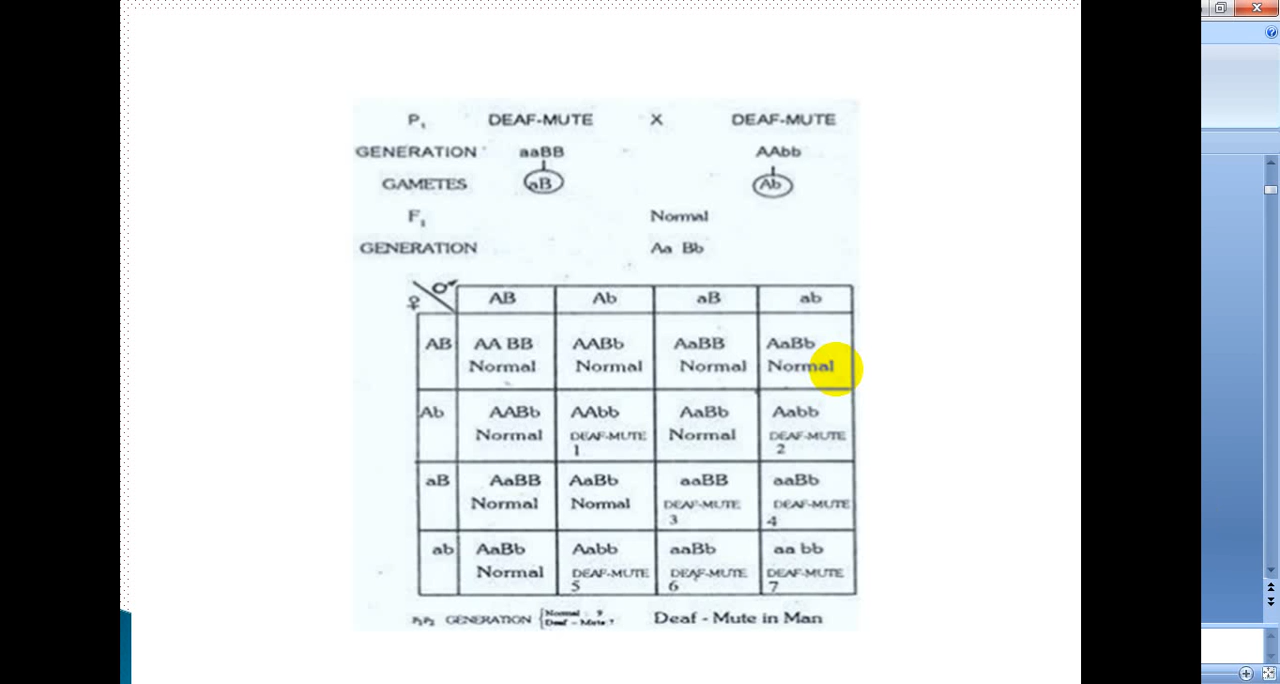 P₁ DEAF-MUTE X DEAF-MUTE
GENERATION aaBB AAbb
GAMETES aB Ab
F₁ Normal
GENERATION Aa Bb
♀ ♂ AB Ab aB ab
AB AA BB AABb AaBB AaBb
Normal Normal Normal Normal
Ab AABb AAbb AaBb Aabb
Normal DEAF-MUTE Normal DEAF-MUTE
1 2
aB AaBB AaBb aaBB aaBb
Normal Normal DEAF-MUTE DEAF-MUTE
3 4
ab AaBb Aabb aaBb aa bb
Normal DEAF-MUTE DEAF-MUTE DEAF-MUTE
5 6 7
GENERATION Normal : 9 Deaf - Mute in Man
Deaf - Mute 7